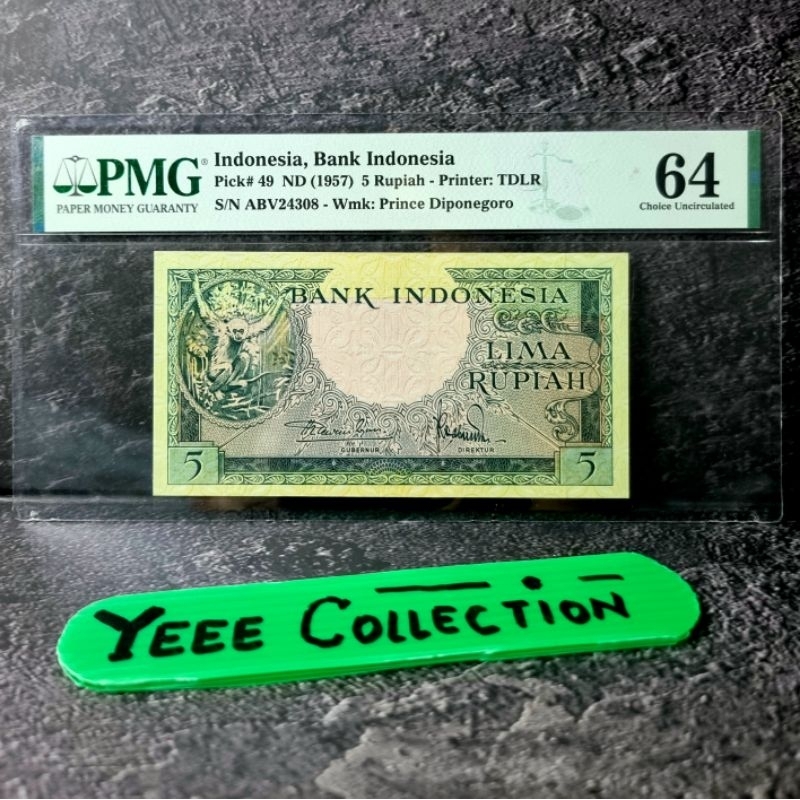 PMG®
PAPER MONEY GUARANTY
Indonesia, Bank Indonesia
Pick# 49 ND (1957) 5 Rupiah - Printer: TDLR
S/N ABV24308 - Wmk: Prince Diponegoro
64
Choice Uncirculated
BANK INDONESIA
LIMA
RUPIAH
GUBERNUR
DIREKTUR
5
5
YEEE COLLECTION